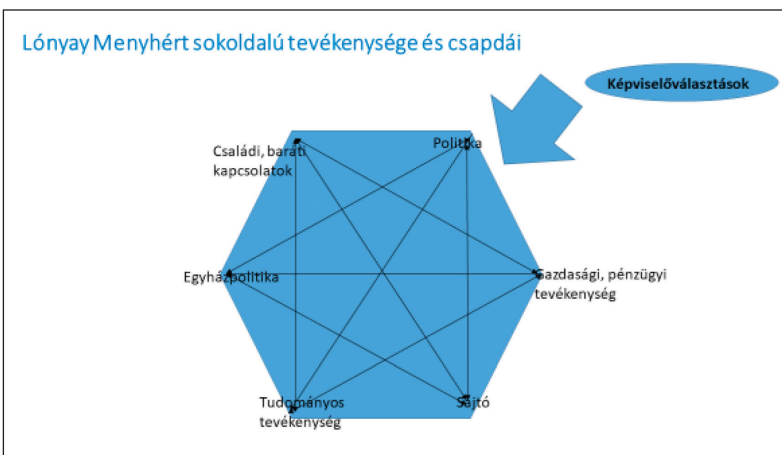 Lónyay Menyhért sokoldalú tevékenysége és csapdái
Képviselőválasztások
Családi, baráti
kapcsolatok
Politika
Egyházpolitika
Gazdasági, pénzügyi
tevékenység
Tudományos
tevékenység
Sajtó